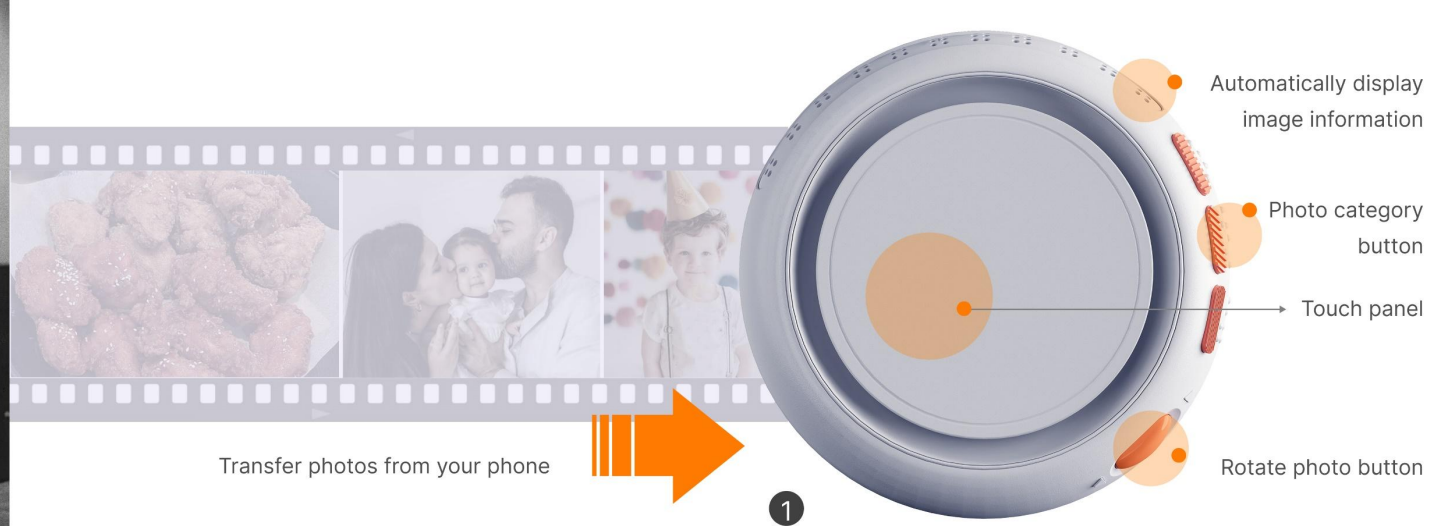 Automatically display
image information
Photo category
button
Touch panel
Transfer photos from your phone
Rotate photo button
1